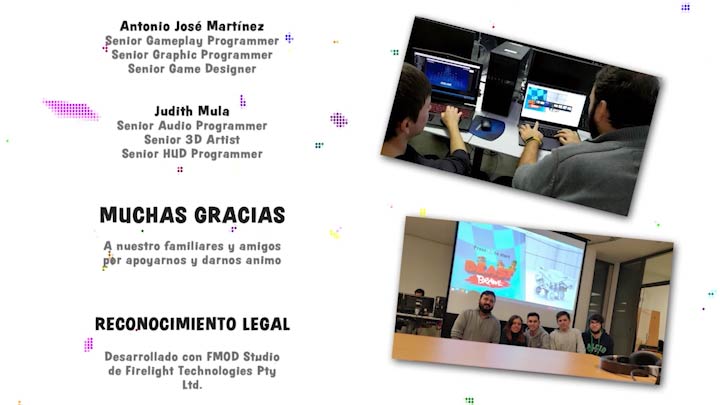 Antonio José Martínez
Senior Gameplay Programmer
Senior Graphic Programmer
Senior Game Designer
Judith Mula
Senior Audio Programmer
Senior 3D Artist
Senior HUD Programmer
MUCHAS GRACIAS
A nuestro familiares y amigos
por apoyarnos y darnos animo
RECONOCIMIENTO LEGAL
Desarrollado con FMOD Studio
de Firelight Technologies Pty
Ltd.